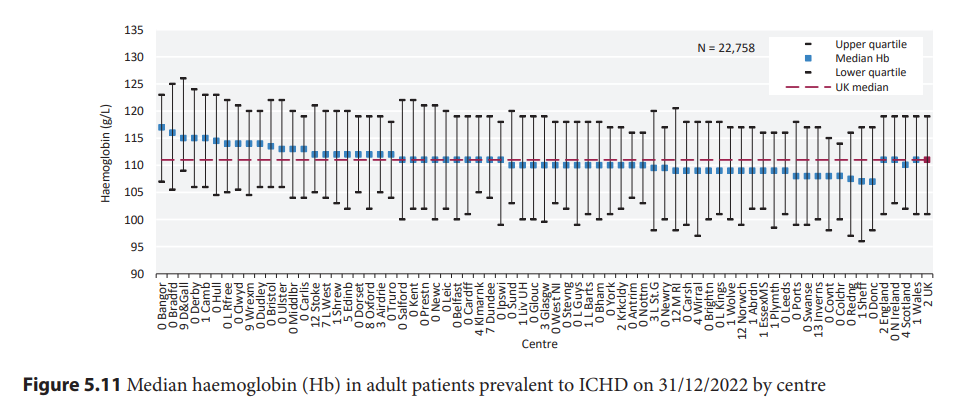 135
130
125
120
115
110
105
100
95
90
Haemoglobin (g/L)
N = 22,758
Upper quartile
Median Hb
Lower quartile
UK median
0 Bangor
0 Bradfd
9 D&Gall
0 Derby
1 Camb
0 Hull
0 L Rfree
0 Clwyd
9 Wrexm
0 Dudley
0 Bristol
0 Ulster
0 Middlbr
0 Carlis
12 Stoke
7 L West
1 Shrew
5 Edinb
0 Dorset
8 Oxford
3 Airdrie
0 Truro
0 Salford
0 Kent
0 Prestn
0 Newc
0 Leic
0 Belfast
0 Cardff
4 Klmarnk
7 Dundee
0 Ipswi
0 Sund
1 Liv UH
0 Glouc
3 Glasgw
0 West NI
0 Stevng
0 L Guys
1 L Barts
0 Bham
0 York
2 Krkcldy
0 Antrim
0 Nottm
3 L St.G
0 Newry
12 M RI
0 Carsh
4 Wirral
0 Brightn
0 L Kings
1 Wolve
12 Norwch
1 Abrdn
1 EssexMS
1 Plymth
0 Leeds
0 Ports
0 Swanse
13 Inverns
0 Covnt
0 Colchr
0 Redng
1 Sheff
0 Donc
2 England
0 N Ireland
4 Scotland
1 Wales
2 UK
Centre
Figure 5.11 Median haemoglobin (Hb) in adult patients prevalent to ICHD on 31/12/2022 by centre